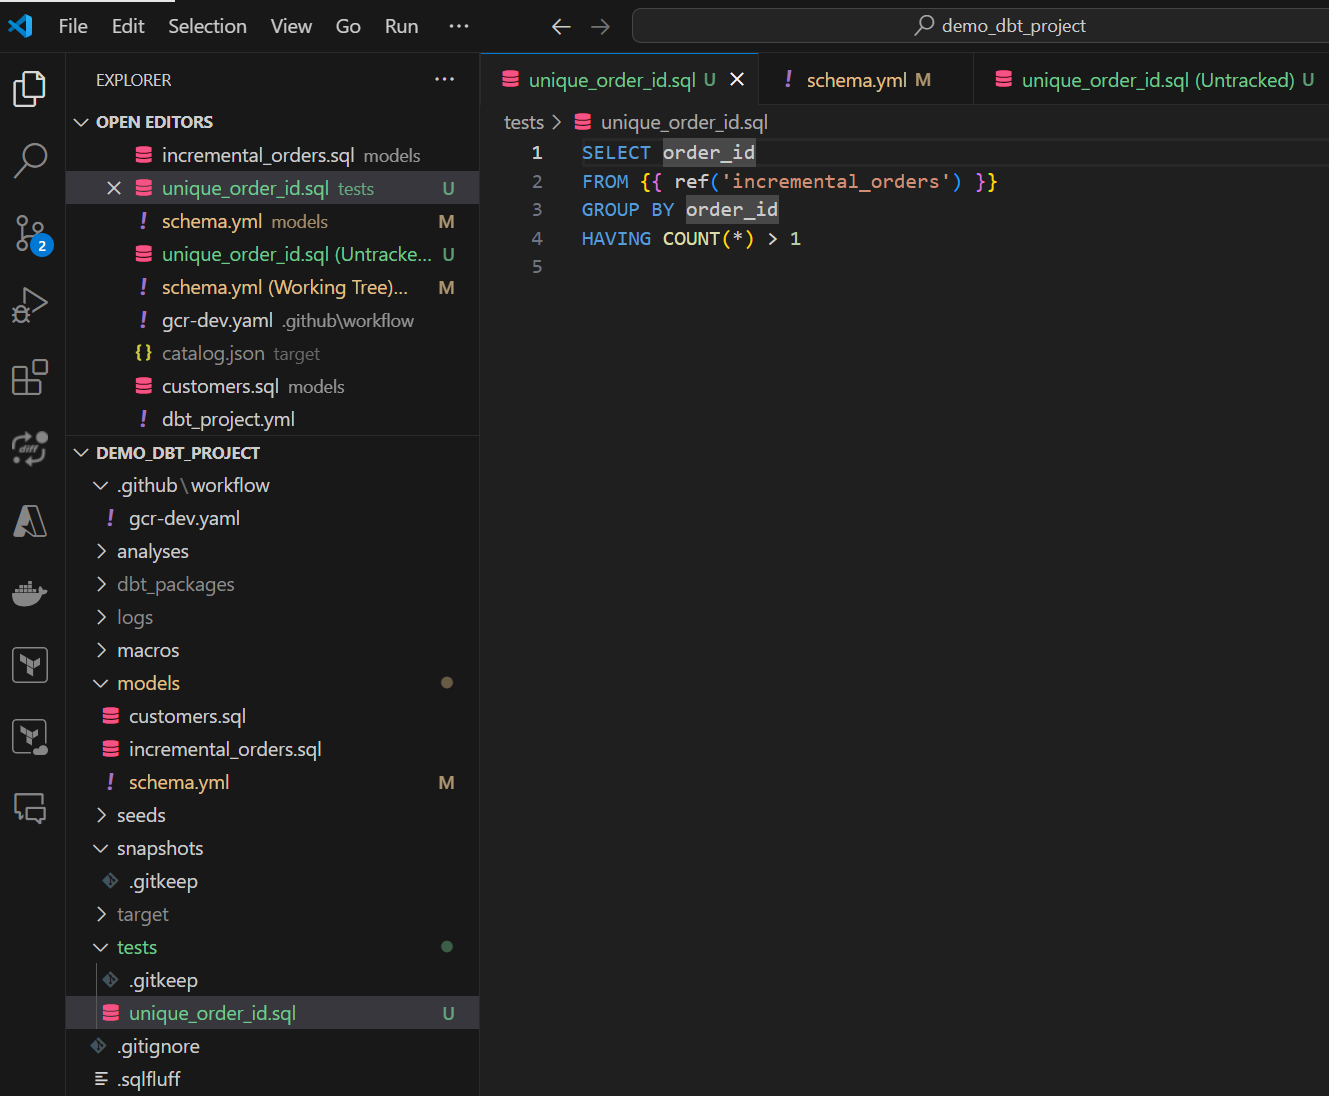 File Edit Selection View Go Run ··· ← → demo_dbt_project
EXPLORER ···
OPEN EDITORS
incremental_orders.sql models
unique_order_id.sql tests U
! schema.yml models M
unique_order_id.sql (Untracke... U
! schema.yml (Working Tree)... M
! gcr-dev.yaml .github\workflow
{} catalog.json target
customers.sql models
! dbt_project.yml
DEMO_DBT_PROJECT
.github\workflow
! gcr-dev.yaml
analyses
dbt_packages
logs
macros
models
customers.sql
incremental_orders.sql
! schema.yml M
seeds
snapshots
.gitkeep
target
tests
.gitkeep
unique_order_id.sql U
.gitignore
.sqlfluff
2
diff
unique_order_id.sql U ! schema.yml M unique_order_id.sql (Untracked) U
tests > unique_order_id.sql
1 SELECT order_id
2 FROM {{ ref('incremental_orders') }}
3 GROUP BY order_id
4 HAVING COUNT(*) > 1
5